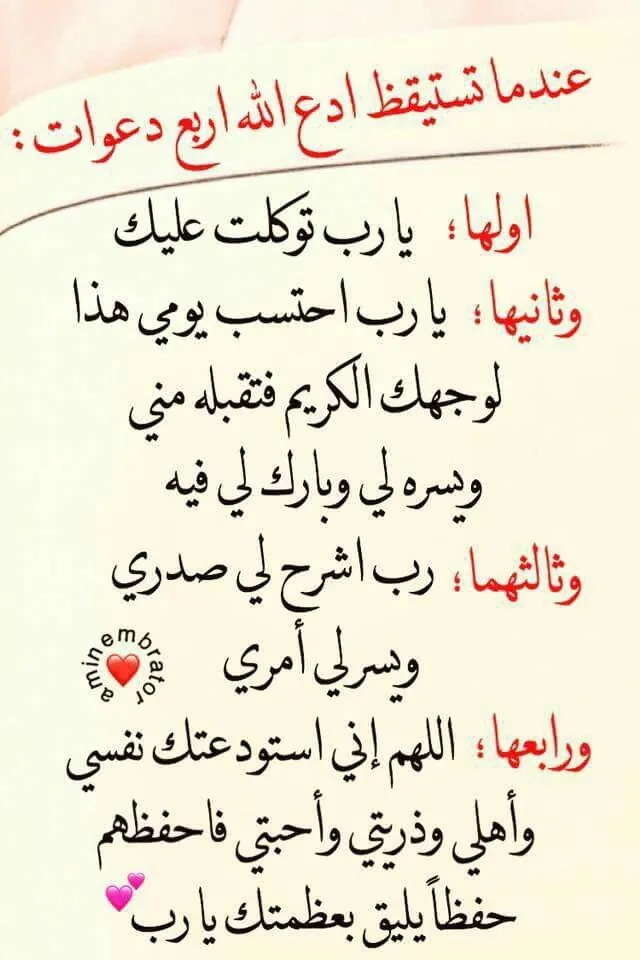 عندما تستيقظ ادع الله اربع دعوات :
اولها؛ يا رب توكلت عليك
وثانيها؛ يا رب احتسب يومي هذا
لوجهك الكريم فتقبله مني
ويسره لي وبارك لي فيه
وثالثهما؛ رب اشرح لي صدري
ويسر لي أمري
aminembrator
ورابعها؛ اللهم إني استودعتك نفسي
وأهلي وذريتي وأحبتي فاحفظهم
حفظاً يليق بعظمتك يا رب